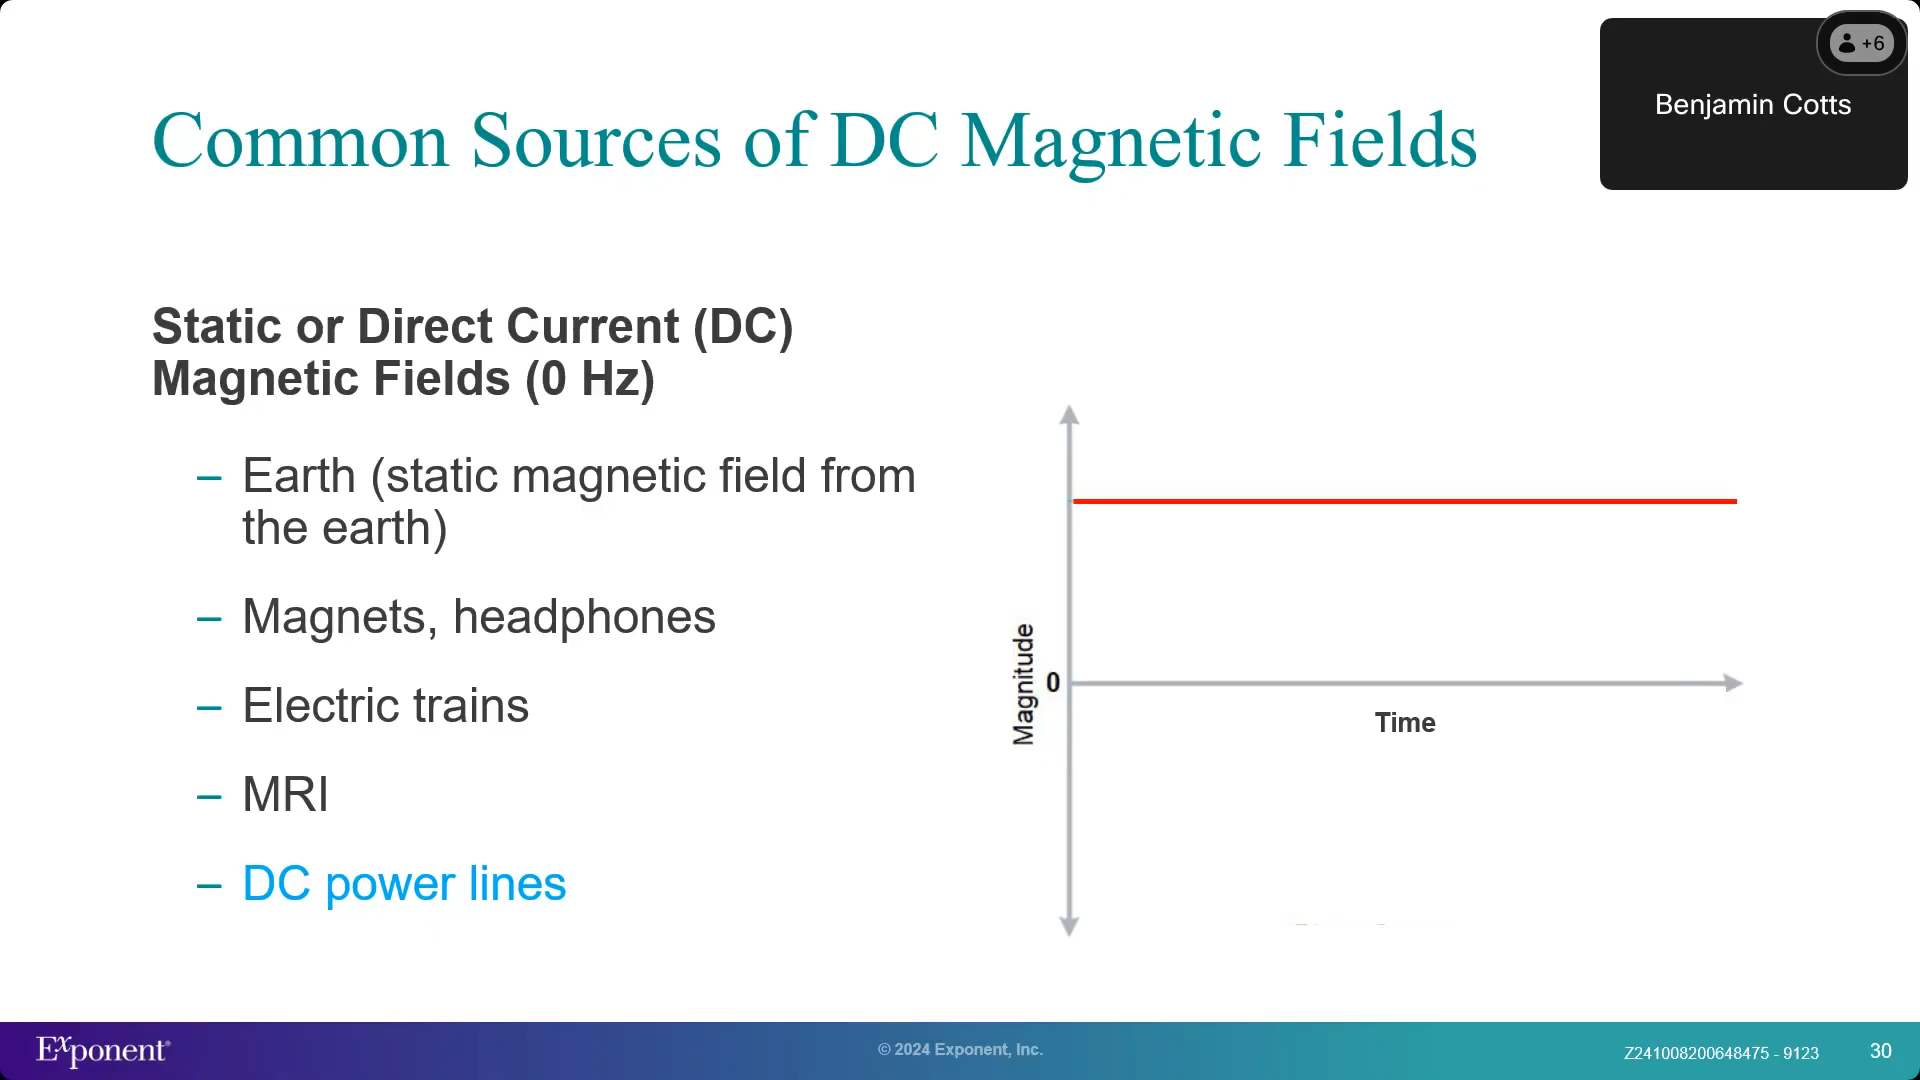 +6
Benjamin Cotts
Common Sources of DC Magnetic Fields
Static or Direct Current (DC)
Magnetic Fields (0 Hz)
– Earth (static magnetic field from
the earth)
– Magnets, headphones
– Electric trains
– MRI
– DC power lines
Magnitude
0
Time
Exponent®
© 2024 Exponent, Inc.
Z241008200648475 - 9123
30